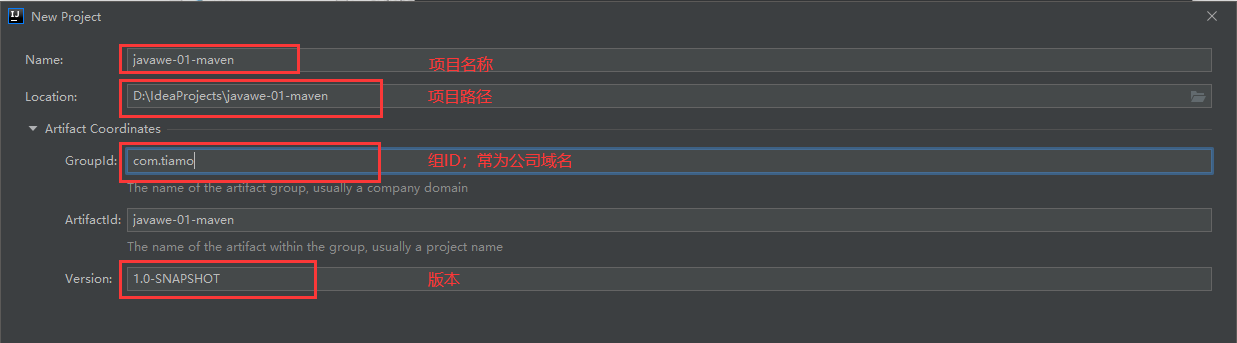 New Project
Name: javawe-01-maven 项目名称
Location: D:\IdeaProjects\javawe-01-maven 项目路径
Artifact Coordinates
GroupId: com.tiamo 组ID；常为公司域名
The name of the artifact group, usually a company domain
ArtifactId: javawe-01-maven
The name of the artifact within the group, usually a project name
Version: 1.0-SNAPSHOT 版本